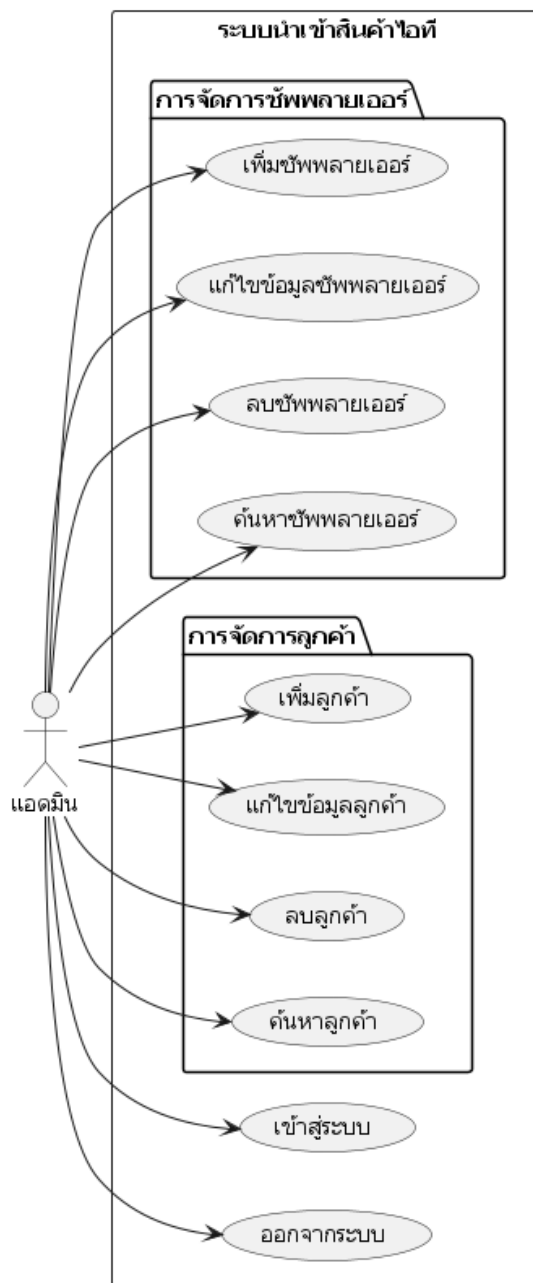 ระบบนำเข้าสินค้าไอที
การจัดการซัพพลายเออร์
เพิ่มซัพพลายเออร์
แก้ไขข้อมูลซัพพลายเออร์
ลบซัพพลายเออร์
ค้นหาซัพพลายเออร์
การจัดการลูกค้า
เพิ่มลูกค้า
แก้ไขข้อมูลลูกค้า
แอดมิน
ลบลูกค้า
ค้นหาลูกค้า
เข้าสู่ระบบ
ออกจากระบบ